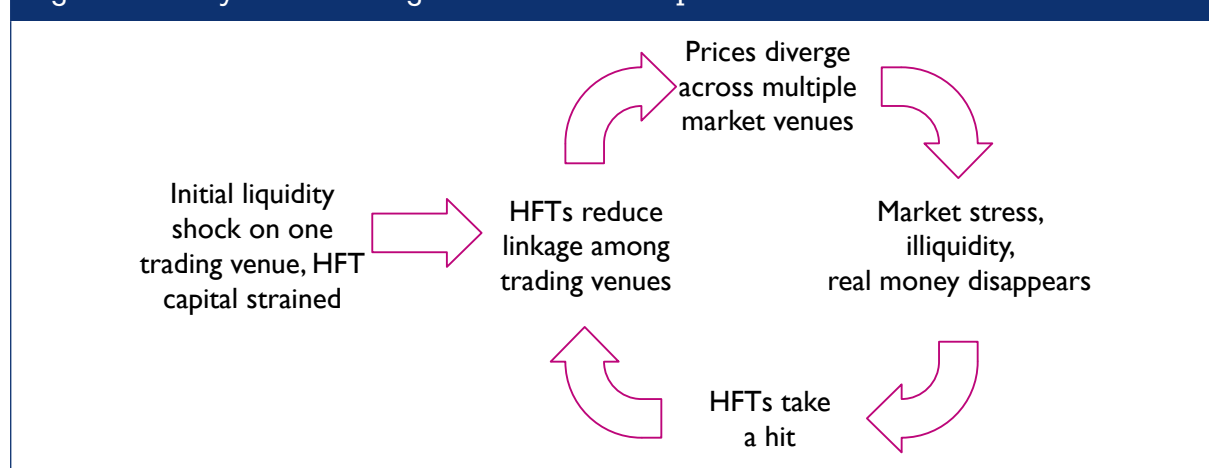 Initial liquidity
shock on one
trading venue, HFT
capital strained
HFTs reduce
linkage among
trading venues
Prices diverge
across multiple
market venues
Market stress,
illiquidity,
real money disappears
HFTs take
a hit